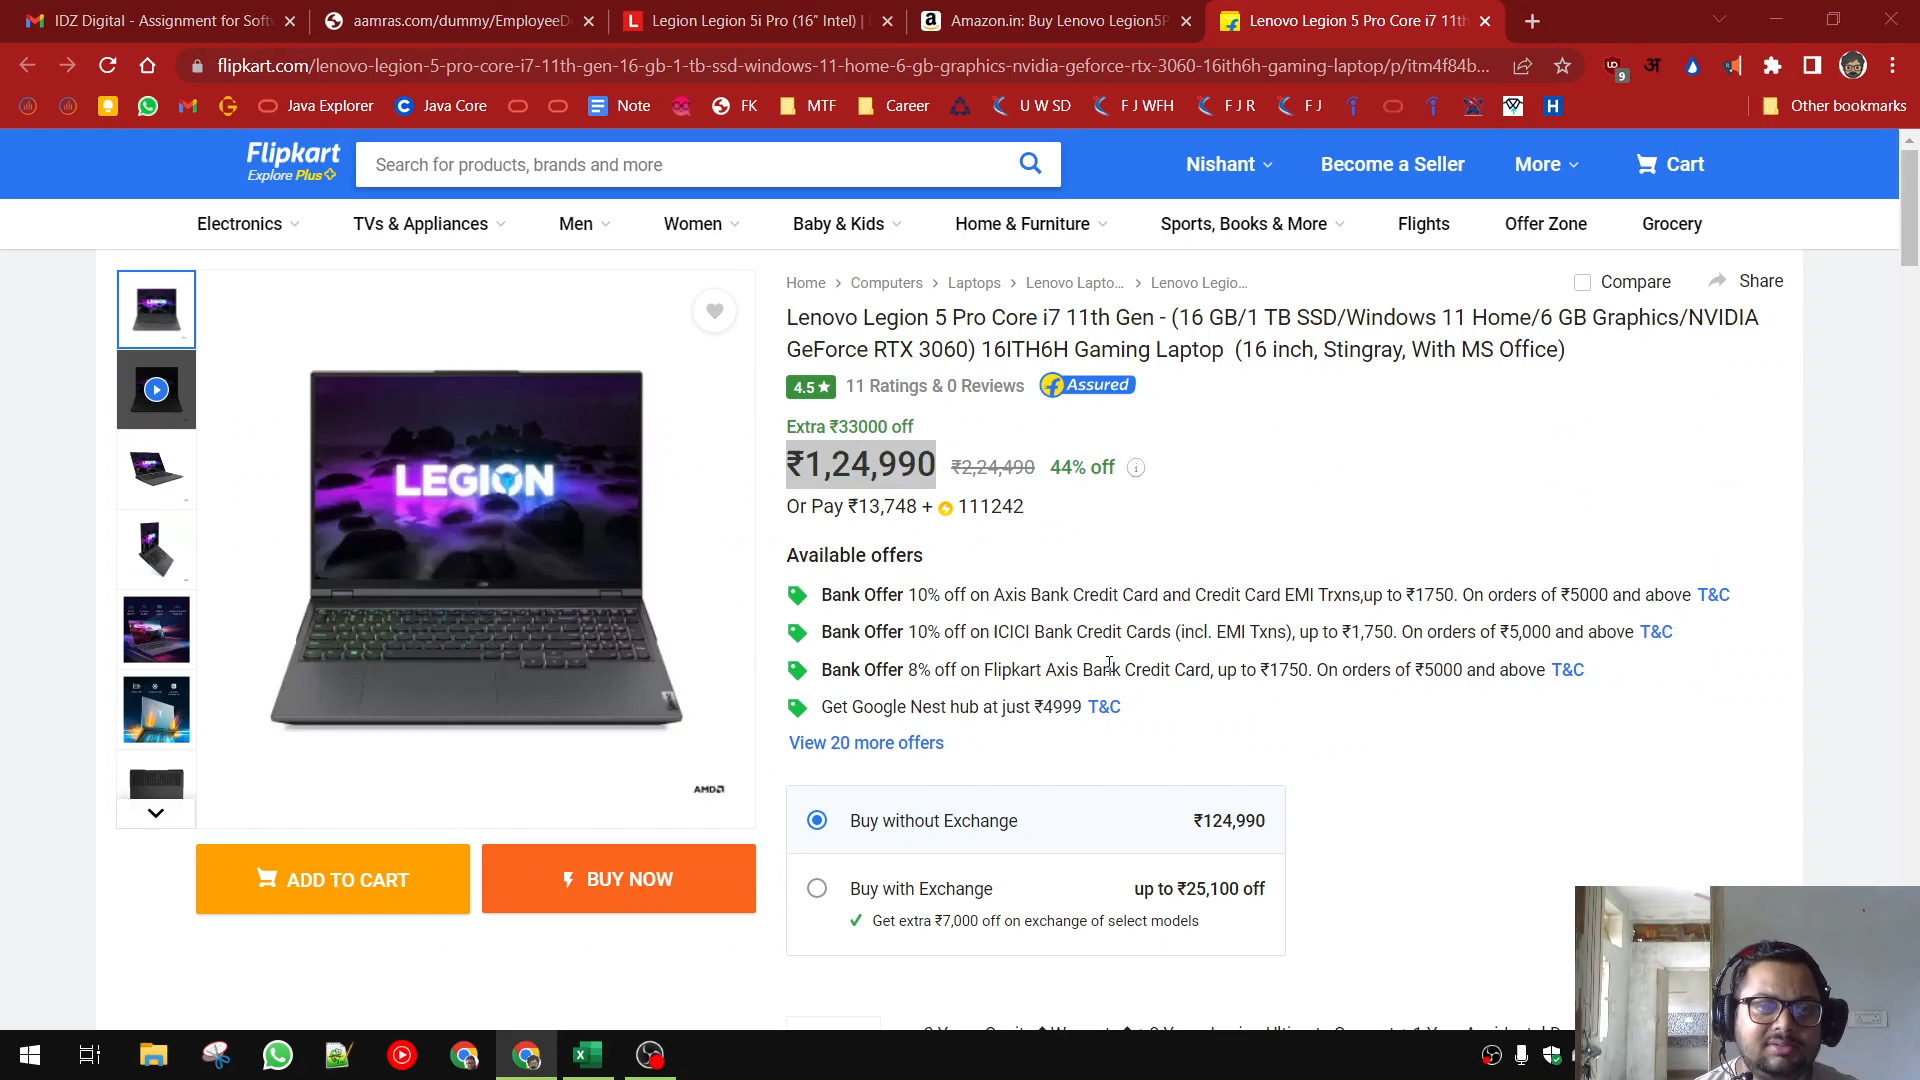 IDZ Digital - Assignment for Softw
aamras.com/dummy/EmployeeDe
Legion Legion 5i Pro (16" Intel) |
Amazon.in: Buy Lenovo Legion5P
Lenovo Legion 5 Pro Core i7 11th
flipkart.com/lenovo-legion-5-pro-core-i7-11th-gen-16-gb-1-tb-ssd-windows-11-home-6-gb-graphics-nvidia-geforce-rtx-3060-16ith6h-gaming-laptop/p/itm4f84b...
9
अ
Java Explorer
Java Core
Note
FK
MTF
Career
U W SD
F J WFH
F J R
F J
H
Other bookmarks
Flipkart
Explore Plus
Search for products, brands and more
Nishant
Become a Seller
More
Cart
Electronics
TVs & Appliances
Men
Women
Baby & Kids
Home & Furniture
Sports, Books & More
Flights
Offer Zone
Grocery
Home > Computers > Laptops > Lenovo Lapto... > Lenovo Legio...
Compare
Share
Lenovo Legion 5 Pro Core i7 11th Gen - (16 GB/1 TB SSD/Windows 11 Home/6 GB Graphics/NVIDIA
GeForce RTX 3060) 16ITH6H Gaming Laptop (16 inch, Stingray, With MS Office)
4.5★ 11 Ratings & 0 Reviews Assured
Extra ₹33000 off
₹1,24,990 ₹2,24,490 44% off
Or Pay ₹13,748 + 111242
LEGION
AMD
Available offers
Bank Offer 10% off on Axis Bank Credit Card and Credit Card EMI Trxns,up to ₹1750. On orders of ₹5000 and above T&C
Bank Offer 10% off on ICICI Bank Credit Cards (incl. EMI Txns), up to ₹1,750. On orders of ₹5,000 and above T&C
Bank Offer 8% off on Flipkart Axis Bank Credit Card, up to ₹1750. On orders of ₹5000 and above T&C
Get Google Nest hub at just ₹4999 T&C
View 20 more offers
Buy without Exchange ₹124,990
Buy with Exchange up to ₹25,100 off
✓ Get extra ₹7,000 off on exchange of select models
ADD TO CART
BUY NOW